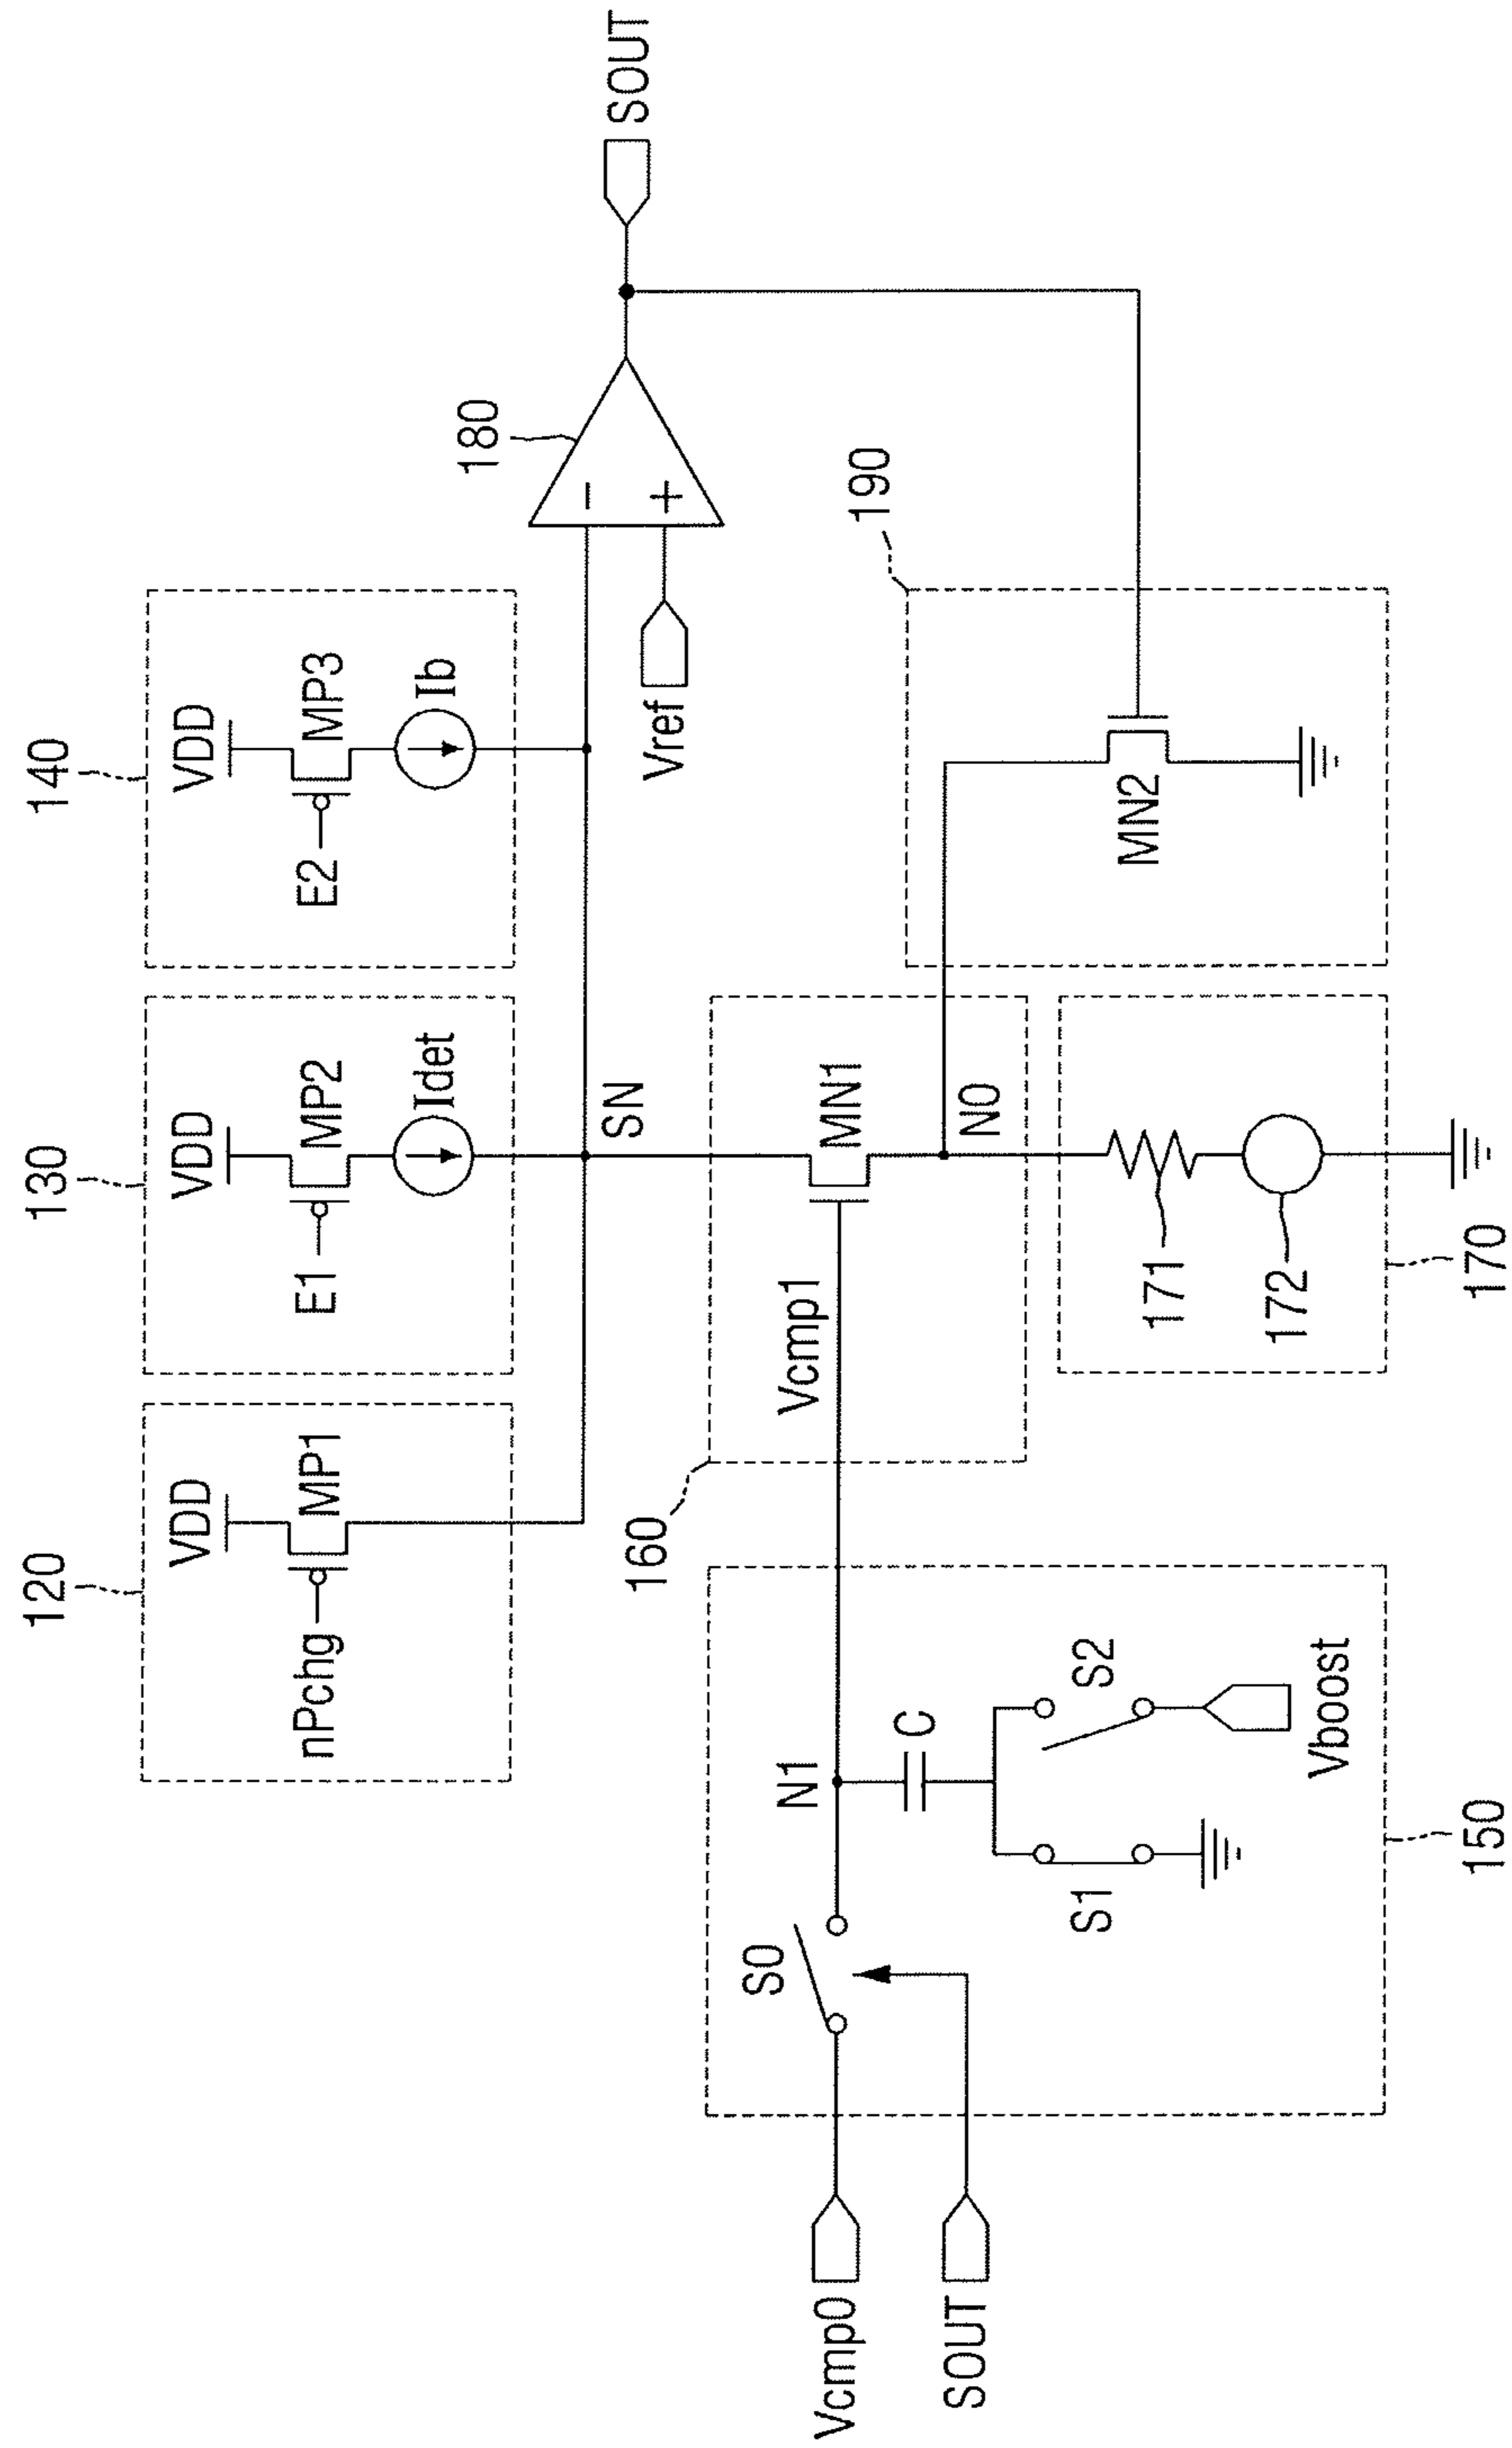 120
130
140
VDD
VDD
VDD
nPchg
MP1
E1
MP2
E2
MP3
Idet
Ib
SN
180
−
+
SOUT
Vref
160
Vcmp1
MN1
N0
190
MN2
S0
N1
C
S1
S2
Vboost
Vcmp0
SOUT
150
171
172
170